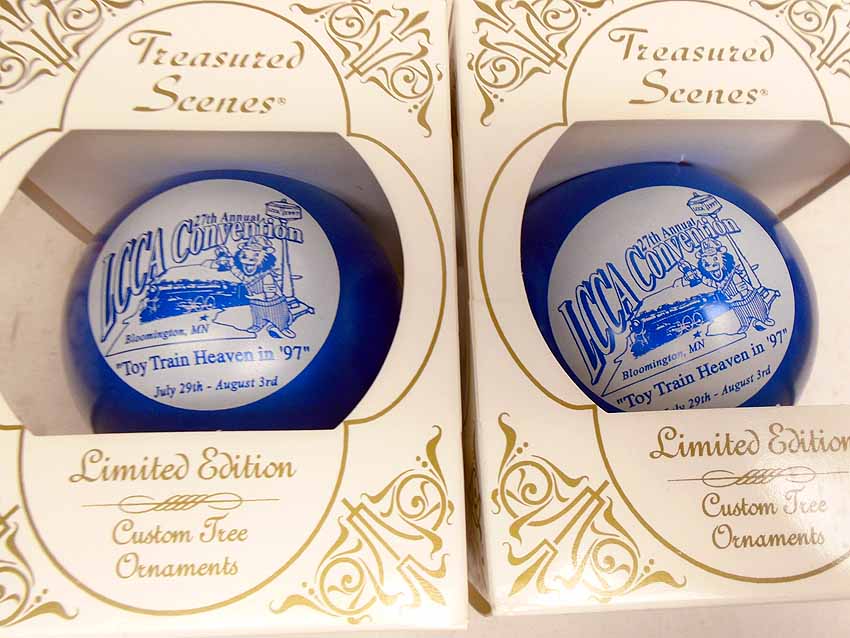 Treasured
Scenes®
27th Annual
LCCA Convention
Bloomington, MN
"Toy Train Heaven in '97"
July 29th - August 3rd
Limited Edition
Custom Tree
Ornaments
Treasured
Scenes®
27th Annual
LCCA Convention
Bloomington, MN
"Toy Train Heaven in '97"
July 29th - August 3rd
Limited Edition
Custom Tree
Ornaments